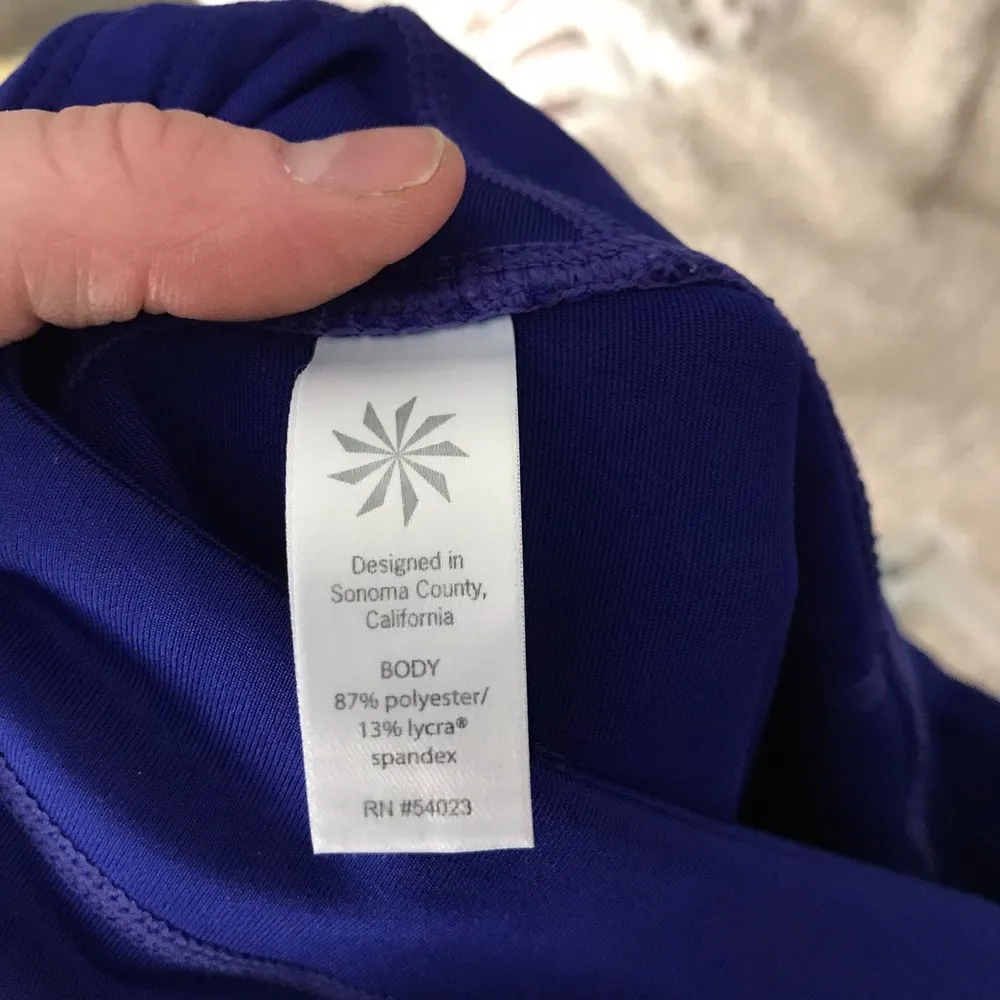 Designed in
Sonoma County,
California
BODY
87% polyester/
13% lycra®
spandex
RN #54023